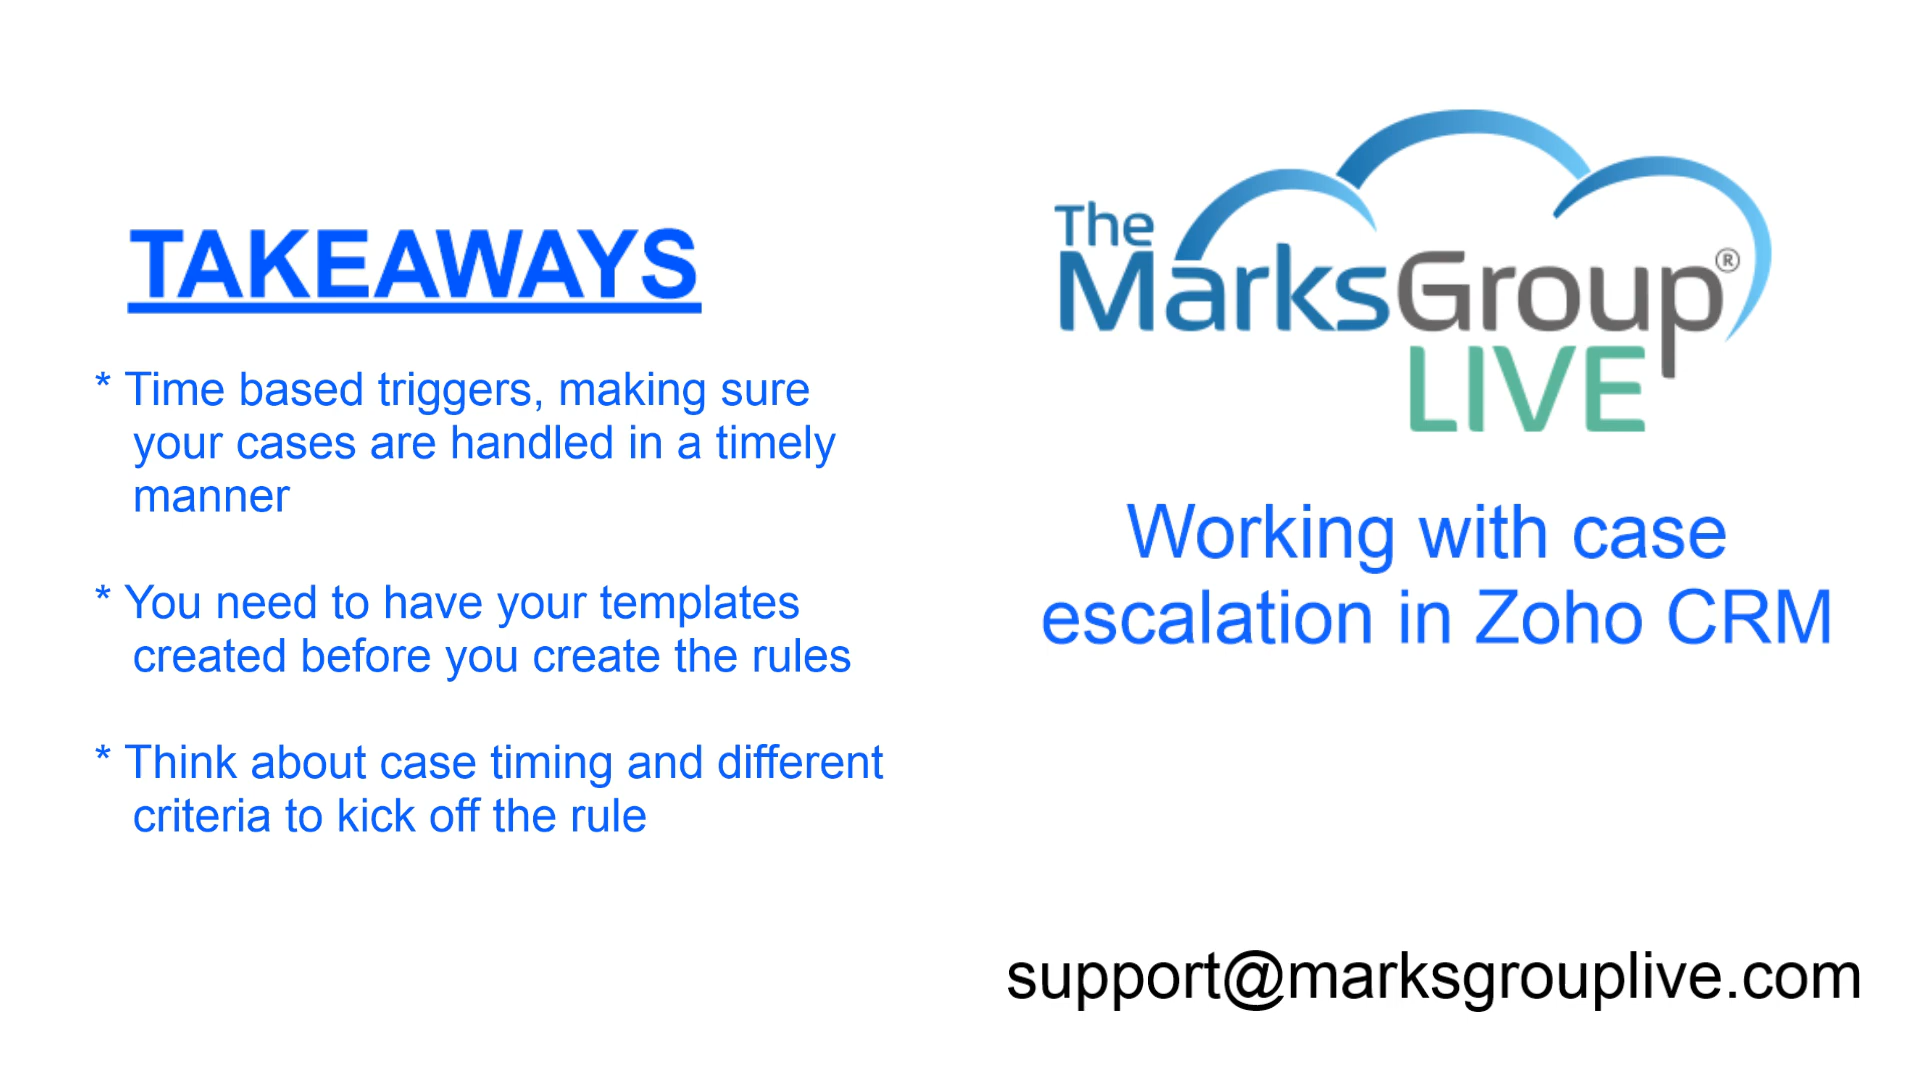 TAKEAWAYS
* Time based triggers, making sure
your cases are handled in a timely
manner
* You need to have your templates
created before you create the rules
* Think about case timing and different
criteria to kick off the rule
The
MarksGroup®
LIVE
Working with case
escalation in Zoho CRM
support@marksgrouplive.com